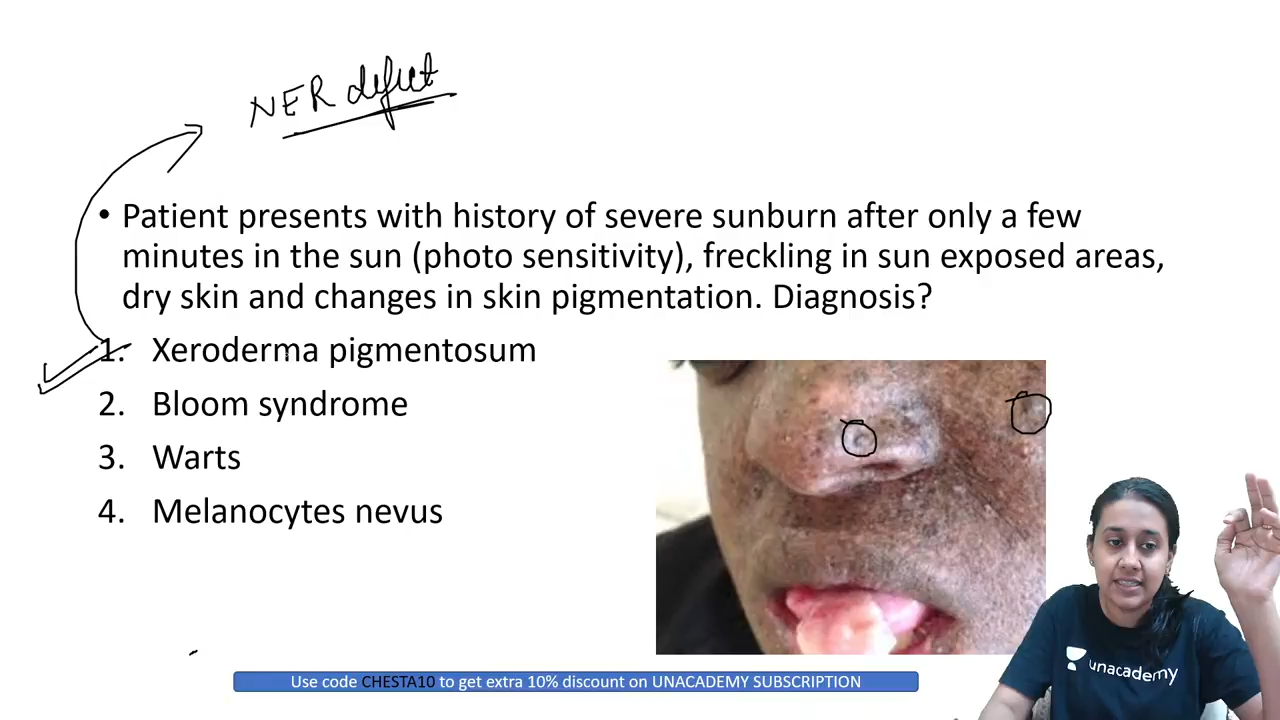 NER defect
• Patient presents with history of severe sunburn after only a few
minutes in the sun (photo sensitivity), freckling in sun exposed areas,
dry skin and changes in skin pigmentation. Diagnosis?
1. Xeroderma pigmentosum
2. Bloom syndrome
3. Warts
4. Melanocytes nevus
unacademy
Use code CHESTA10 to get extra 10% discount on UNACADEMY SUBSCRIPTION